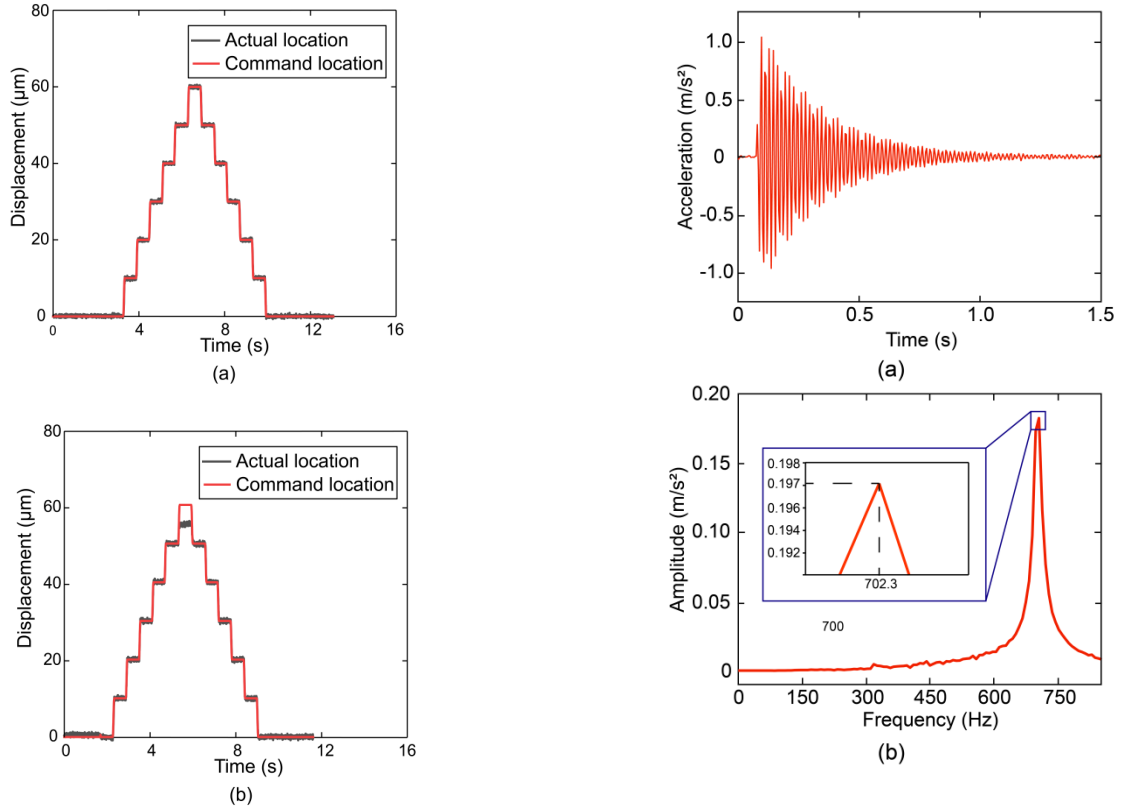 80
60
40
20
0
Displacement (μm)
Actual location
Command location
0
4
8
12
16
Time (s)
(a)
80
60
40
20
0
Displacement (μm)
Actual location
Command location
0
4
8
12
16
Time (s)
(b)
1.0
0.5
0
-0.5
-1.0
Acceleration (m/s²)
0
0.5
1.0
1.5
Time (s)
(a)
0.20
0.15
0.10
0.05
0
Amplitude (m/s²)
0.198
0.197
0.196
0.194
0.192
702.3
700
0
150
300
450
600
750
Frequency (Hz)
(b)